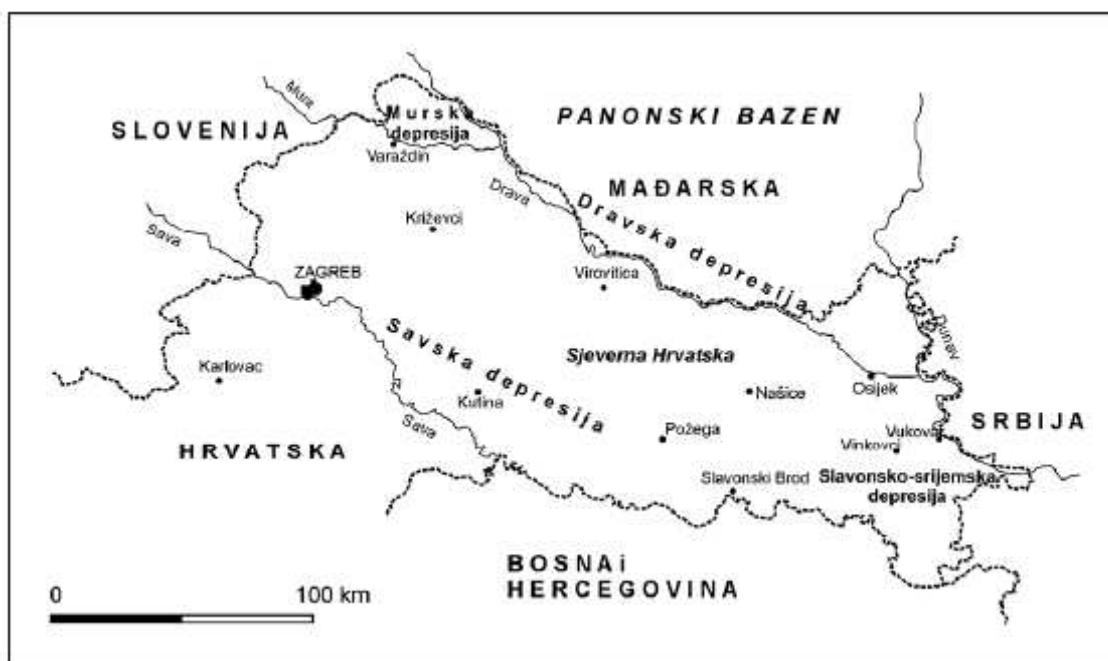 Mura
SLOVENIJA
Murska
depresija
Varaždin
PANONSKI BAZEN
MAĐARSKA
Drava
Dravska depresija
Križevci
Sava
ZAGREB
Virovitica
Savska depresija
Sjeverna Hrvatska
Dunav
Karlovac
Kutina
Našice
Osijek
Sava
HRVATSKA
Požega
SRBIJA
Vukovar
Vinkovci
Slavonski Brod
Slavonsko-srijemska
depresija
BOSNA i
HERCEGOVINA
0 100 km